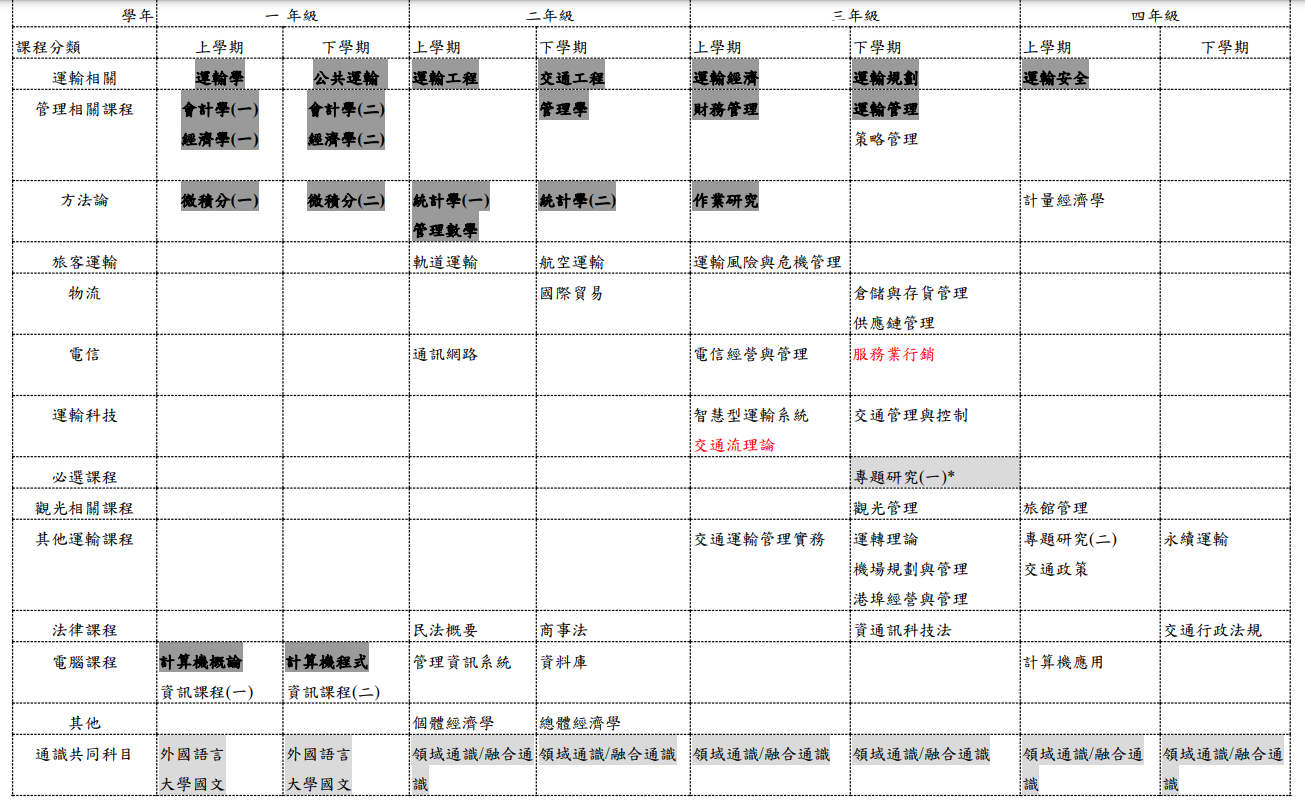 學年 一 年級 二年級 三年級 四年級
課程分類 上學期 下學期 上學期 下學期 上學期 下學期 上學期 下學期
運輸相關 運輸學 公共運輸 運輸工程 交通工程 運輸經濟 運輸規劃 運輸安全
管理相關課程 會計學(一) 會計學(二) 管理學 財務管理 運輸管理
經濟學(一) 經濟學(二) 策略管理
方法論 微積分(一) 微積分(二) 統計學(一) 統計學(二) 作業研究 計量經濟學
管理數學
旅客運輸 軌道運輸 航空運輸 運輸風險與危機管理
物流 國際貿易 倉儲與存貨管理
供應鏈管理
電信 通訊網路 電信經營與管理 服務業行銷
運輸科技 智慧型運輸系統 交通管理與控制
交通流理論
必選課程 專題研究(一)*
觀光相關課程 觀光管理 旅館管理
其他運輸課程 交通運輸管理實務 運轉理論 專題研究(二) 永續運輸
機場規劃與管理 交通政策
港埠經營與管理
法律課程 民法概要 商事法 資通訊科技法 交通行政法規
電腦課程 計算機概論 計算機程式 管理資訊系統 資料庫 計算機應用
資訊課程(一) 資訊課程(二)
其他 個體經濟學 總體經濟學
通識共同科目 外國語言 外國語言 領域通識/融合通 領域通識/融合通識 領域通識/融合通識 領域通識/融合通識 領域通識/融合通 領域通識/融合通
大學國文 大學國文 識 識 識